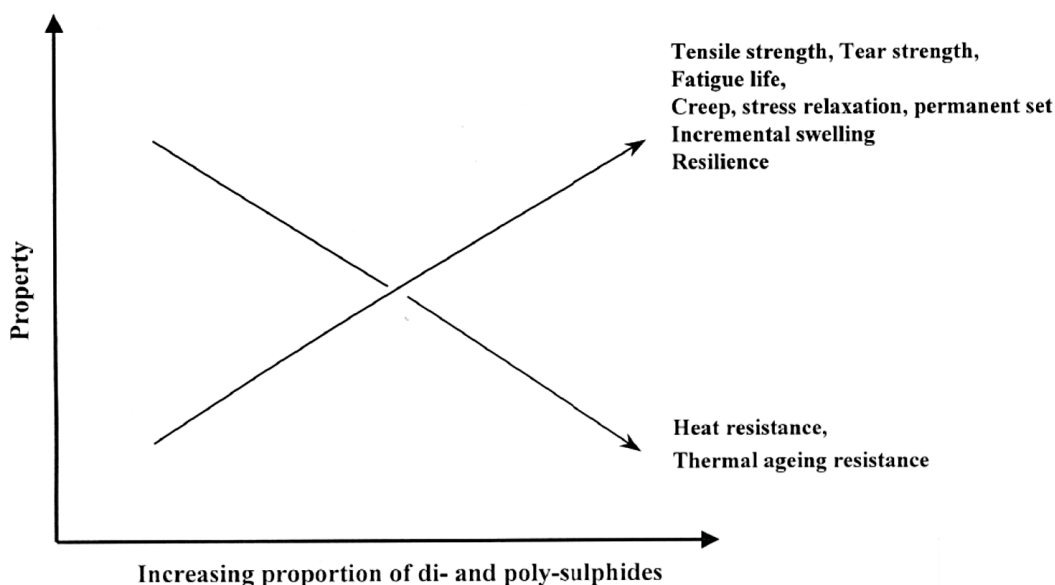 Tensile strength, Tear strength,
Fatigue life,
Creep, stress relaxation, permanent set
Incremental swelling
Resilience
Property
Heat resistance,
Thermal ageing resistance
Increasing proportion of di- and poly-sulphides